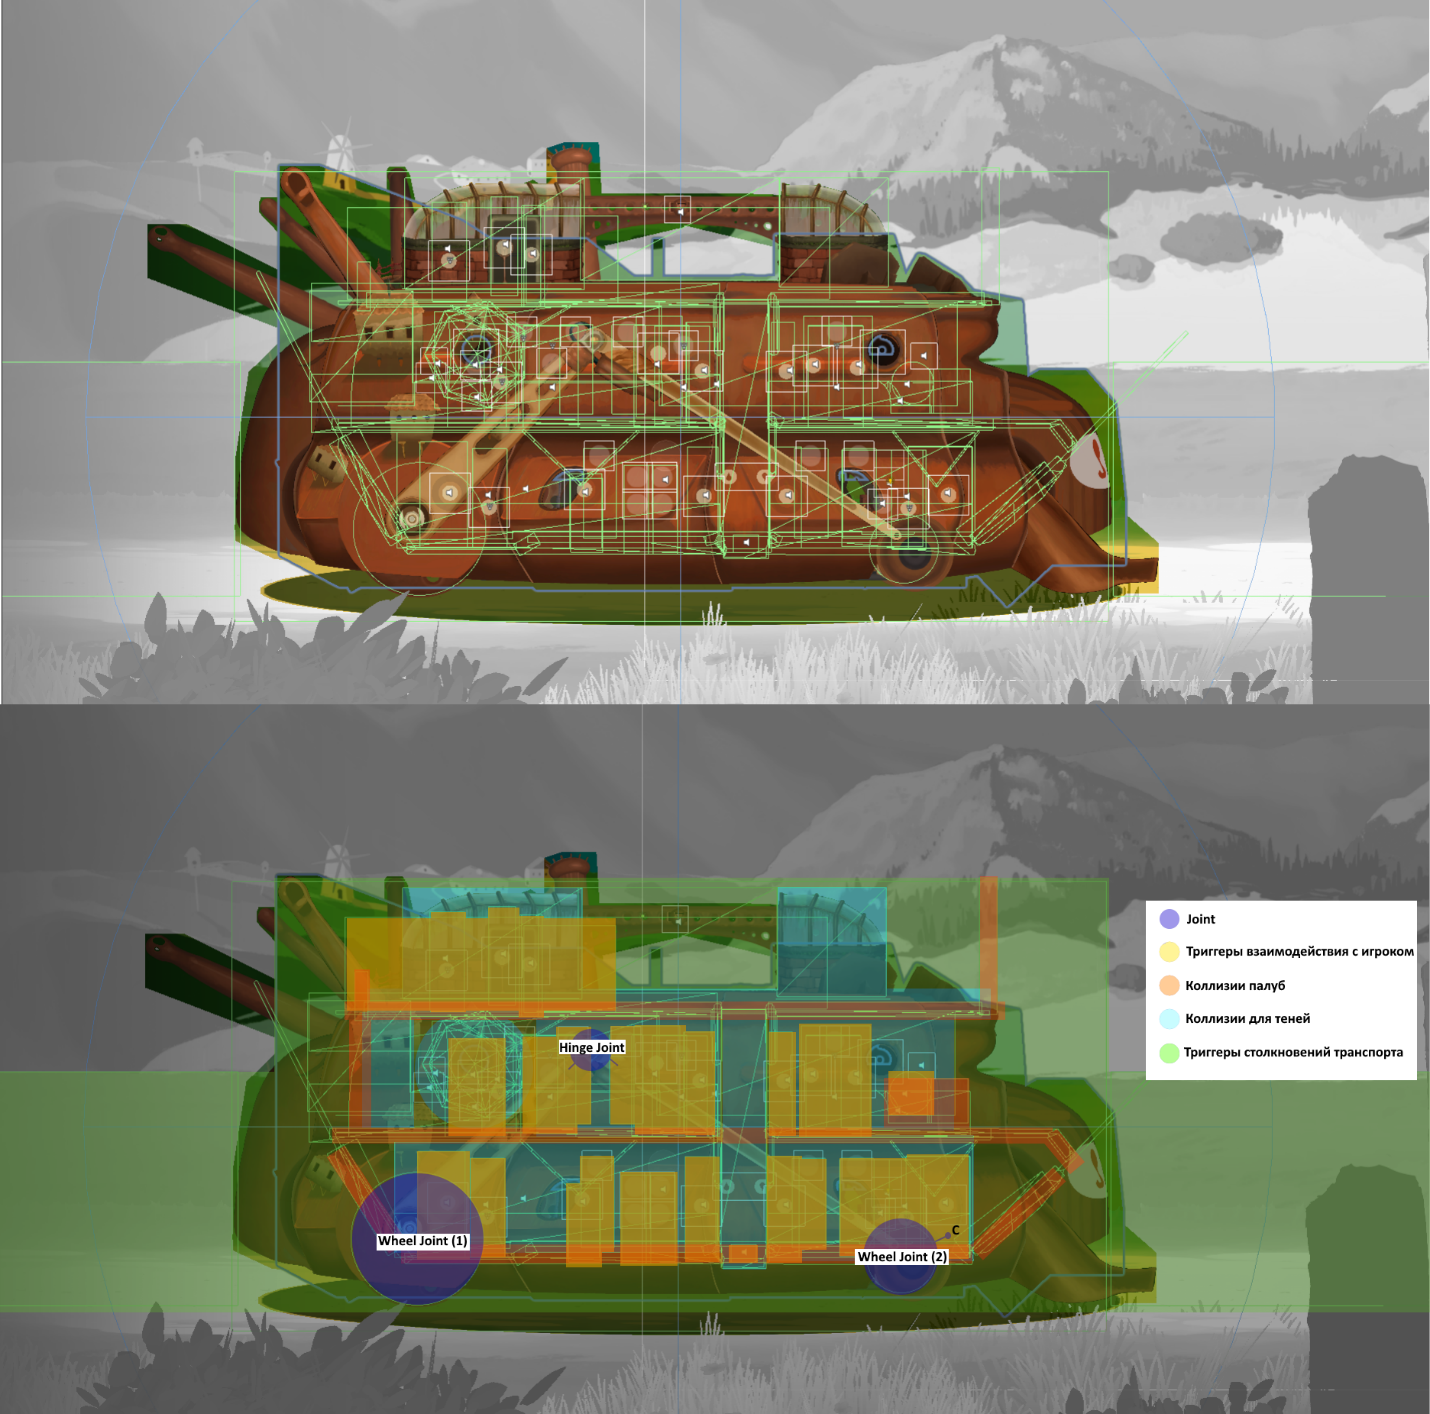 Joint
Триггеры взаимодействия с игроком
Коллизии палуб
Коллизии для теней
Триггеры столкновений транспорта
Hinge Joint
C
Wheel Joint (1)
Wheel Joint (2)